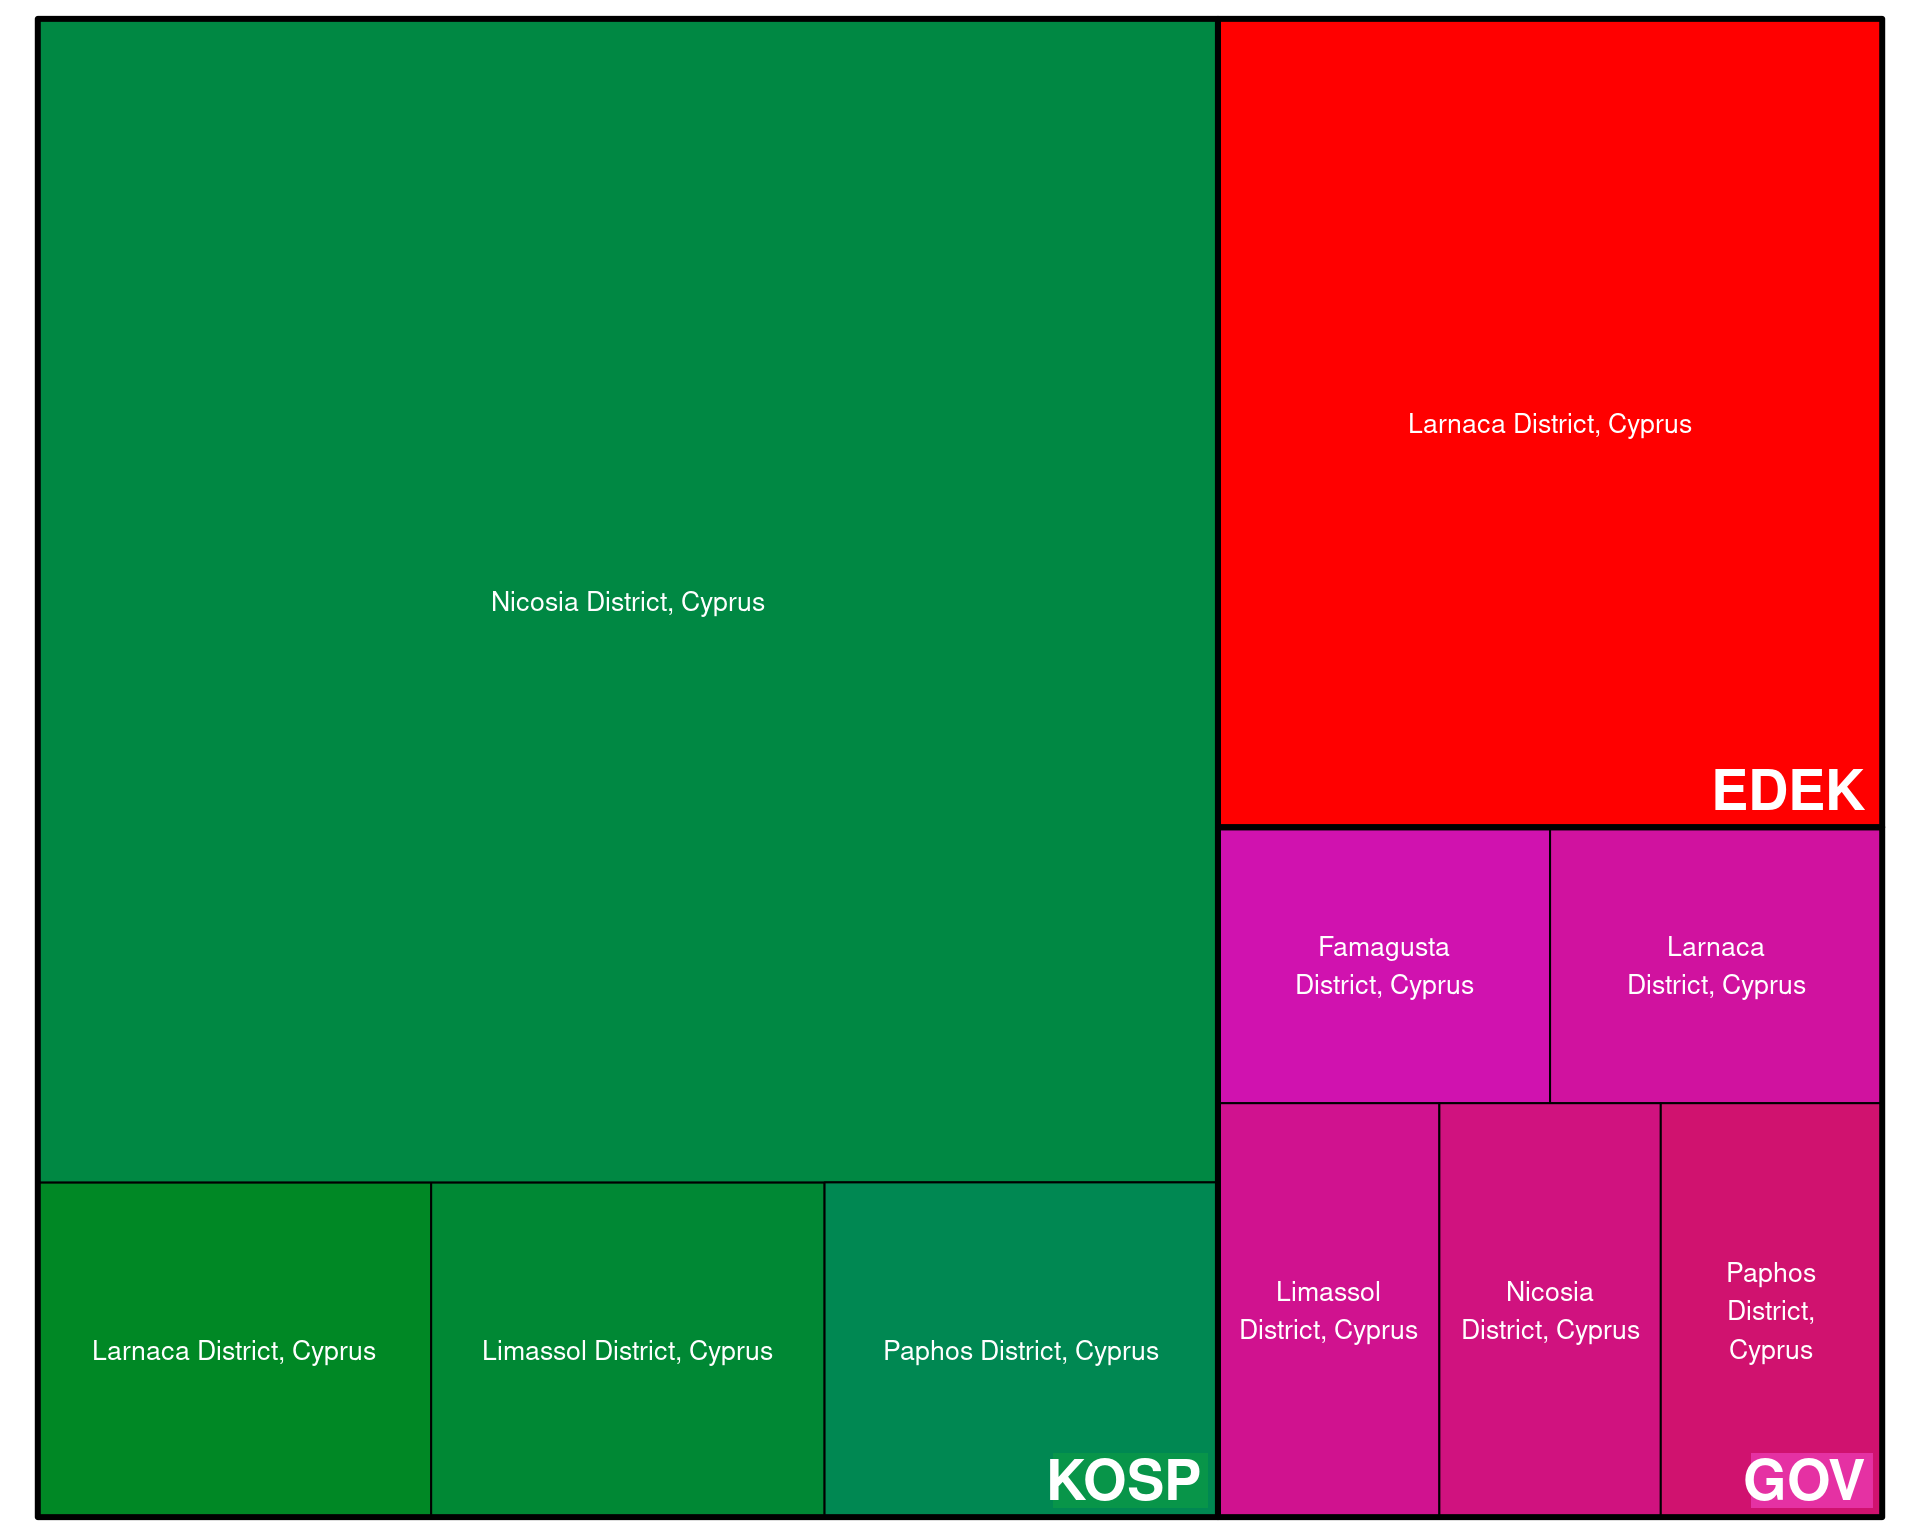 Nicosia District, Cyprus
Larnaca District, Cyprus
Limassol District, Cyprus
Paphos District, Cyprus
KOSP
Larnaca District, Cyprus
EDEK
Famagusta
District, Cyprus
Larnaca
District, Cyprus
Limassol
District, Cyprus
Nicosia
District, Cyprus
Paphos
District,
Cyprus
GOV